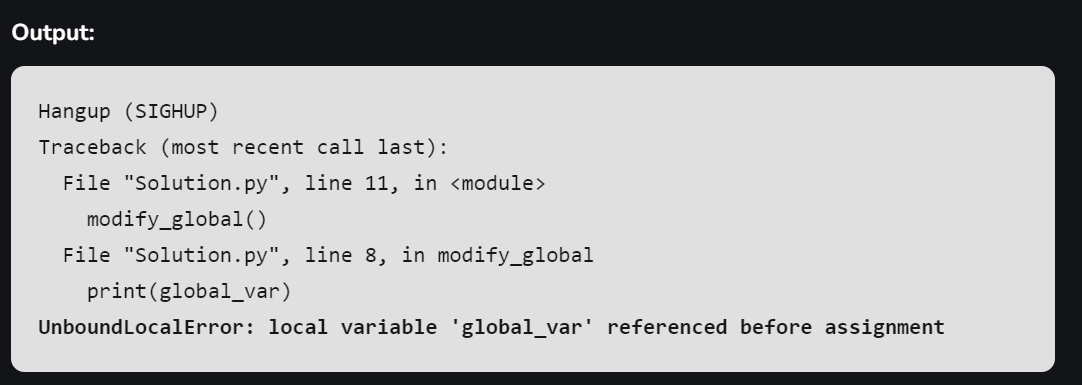 Output:
Hangup (SIGHUP)
Traceback (most recent call last):
  File "Solution.py", line 11, in <module>
    modify_global()
  File "Solution.py", line 8, in modify_global
    print(global_var)
UnboundLocalError: local variable 'global_var' referenced before assignment